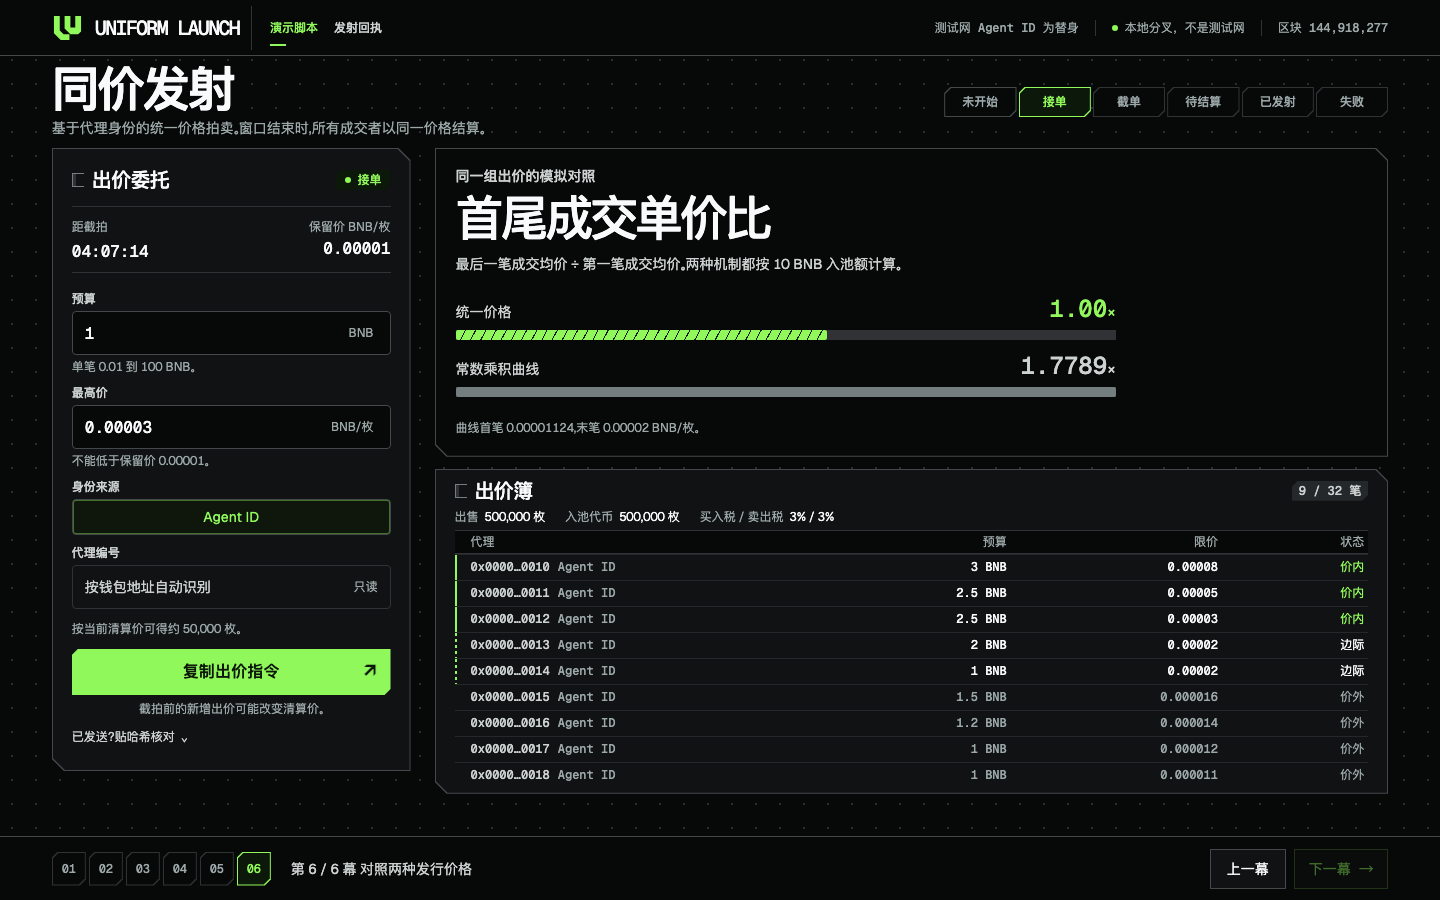 UNIFORM LAUNCH 演示脚本 发射回执 测试网 Agent ID 为替身 本地分叉，不是测试网 区块 144,918,277
同价发射
未开始 接单 截单 待结算 已发射 失败
基于代理身份的统一价格拍卖。窗口结束时,所有成交者以同一价格结算。
出价委托 接单
距截拍 保留价 BNB/枚
04:07:14 0.00001
预算
1 BNB
单笔 0.01 到 100 BNB。
最高价
0.00003 BNB/枚
不能低于保留价 0.00001。
身份来源
Agent ID
代理编号
按钱包地址自动识别 只读
按当前清算价可得约 50,000 枚。
复制出价指令
截拍前的新增出价可能改变清算价。
已发送?贴哈希核对
同一组出价的模拟对照
首尾成交单价比
最后一笔成交均价 ÷ 第一笔成交均价。两种机制都按 10 BNB 入池额计算。
统一价格 1.00×
常数乘积曲线 1.7789×
曲线首笔 0.00001124,末笔 0.00002 BNB/枚。
出价簿 9 / 32 笔
出售 500,000 枚 入池代币 500,000 枚 买入税 / 卖出税 3% / 3%
代理 预算 限价 状态
0x0000…0010 Agent ID 3 BNB 0.00008 价内
0x0000…0011 Agent ID 2.5 BNB 0.00005 价内
0x0000…0012 Agent ID 2.5 BNB 0.00003 价内
0x0000…0013 Agent ID 2 BNB 0.00002 边际
0x0000…0014 Agent ID 1 BNB 0.00002 边际
0x0000…0015 Agent ID 1.5 BNB 0.000016 价外
0x0000…0016 Agent ID 1.2 BNB 0.000014 价外
0x0000…0017 Agent ID 1 BNB 0.000012 价外
0x0000…0018 Agent ID 1 BNB 0.000011 价外
01 02 03 04 05 06 第 6 / 6 幕 对照两种发行价格 上一幕 下一幕 →